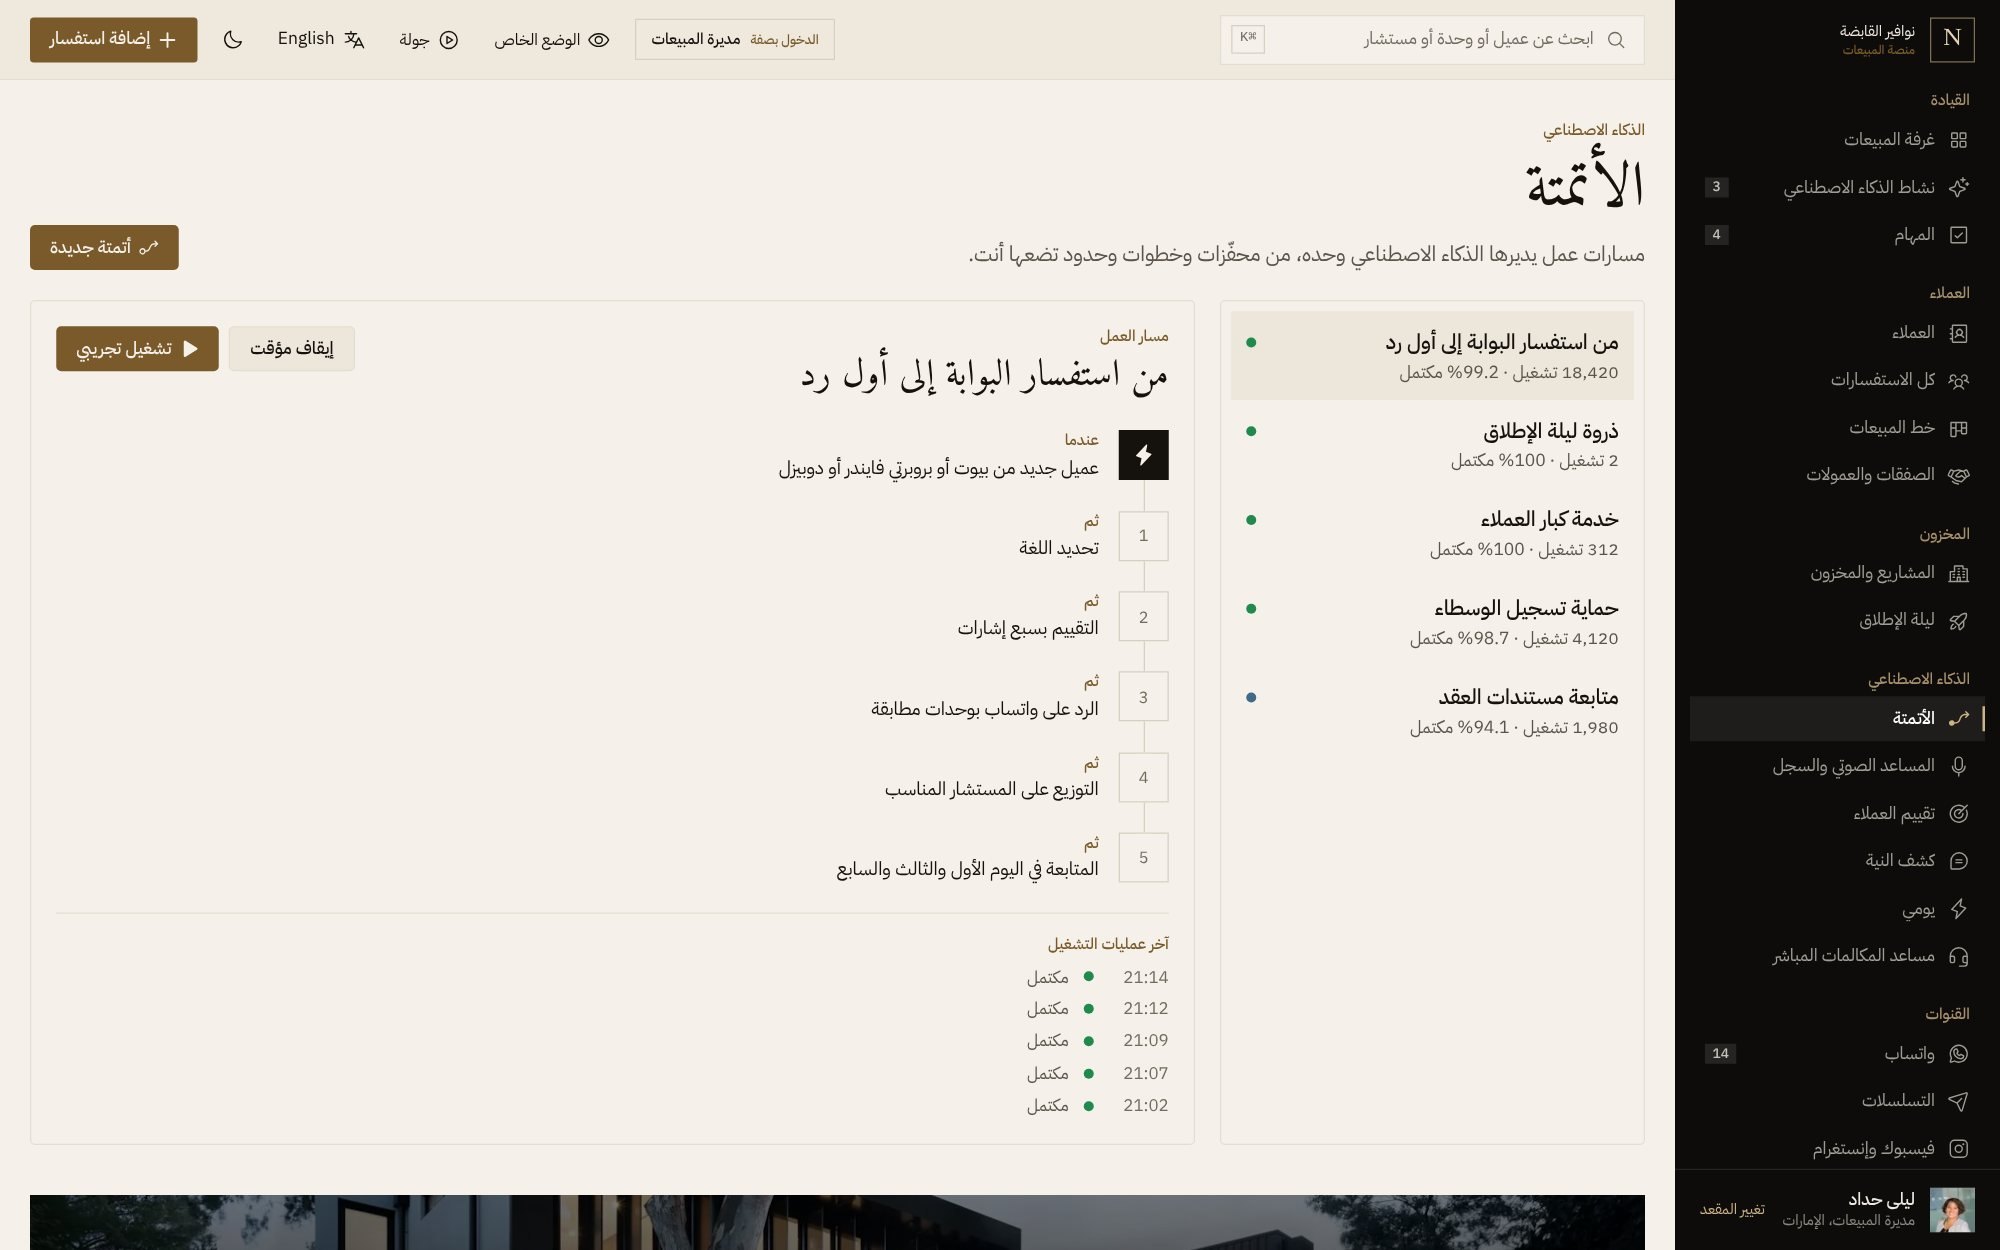 N
نوافير القابضة
منصة المبيعات
القيادة
غرفة المبيعات
نشاط الذكاء الاصطناعي 3
المهام 4
العملاء
العملاء
كل الاستفسارات
خط المبيعات
الصفقات والعمولات
المخزون
المشاريع والمخزون
ليلة الإطلاق
الذكاء الاصطناعي
الأتمتة
المساعد الصوتي والسجل
تقييم العملاء
كشف النية
يومي
مساعد المكالمات المباشر
القنوات
واتساب 14
التسلسلات
فيسبوك وإنستغرام
ليلى حداد
مديرة المبيعات، الإمارات
تغيير المقعد
ابحث عن عميل أو وحدة أو مستشار ⌘K
الدخول بصفة مديرة المبيعات
الوضع الخاص
جولة
English
إضافة استفسار
الذكاء الاصطناعي
الأتمتة
مسارات عمل يديرها الذكاء الاصطناعي وحده، من محفّزات وخطوات وحدود تضعها أنت.
أتمتة جديدة
من استفسار البوابة إلى أول رد
18,420 تشغيل · 99.2% مكتمل
ذروة ليلة الإطلاق
2 تشغيل · 100% مكتمل
خدمة كبار العملاء
312 تشغيل · 100% مكتمل
حماية تسجيل الوسطاء
4,120 تشغيل · 98.7% مكتمل
متابعة مستندات العقد
1,980 تشغيل · 94.1% مكتمل
مسار العمل
من استفسار البوابة إلى أول رد
إيقاف مؤقت
تشغيل تجريبي
عندما
عميل جديد من بيوت أو بروبرتي فايندر أو دوبيزل
ثم
1 تحديد اللغة
ثم
2 التقييم بسبع إشارات
ثم
3 الرد على واتساب بوحدات مطابقة
ثم
4 التوزيع على المستشار المناسب
ثم
5 المتابعة في اليوم الأول والثالث والسابع
آخر عمليات التشغيل
21:14 مكتمل
21:12 مكتمل
21:09 مكتمل
21:07 مكتمل
21:02 مكتمل